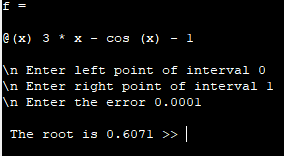 f =
@(x) 3 * x - cos (x) - 1
\n Enter left point of interval 0
\n Enter right point of interval 1
\n Enter the error 0.0001
The root is 0.6071 >>